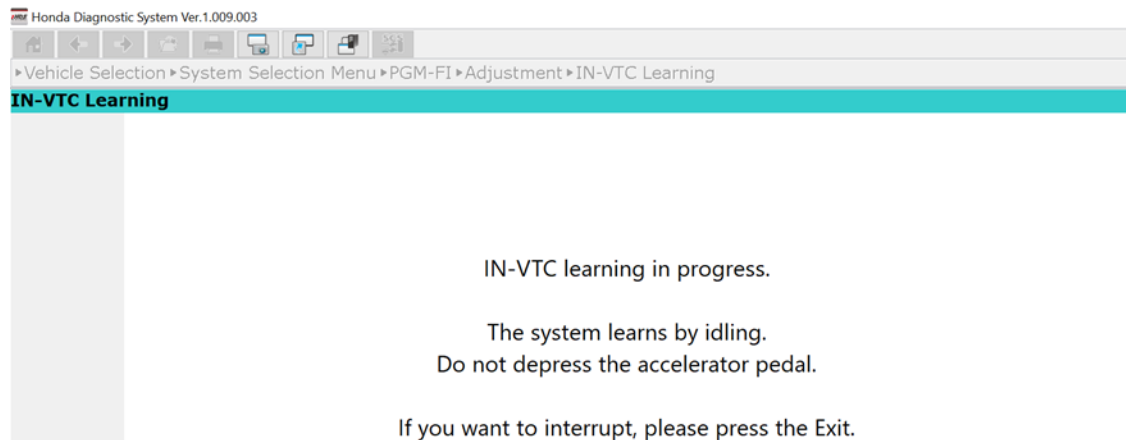 Honda Diagnostic System Ver.1.009.003
▸Vehicle Selection▸System Selection Menu▸PGM-FI▸Adjustment▸IN-VTC Learning
IN-VTC Learning
IN-VTC learning in progress.
The system learns by idling.
Do not depress the accelerator pedal.
If you want to interrupt, please press the Exit.